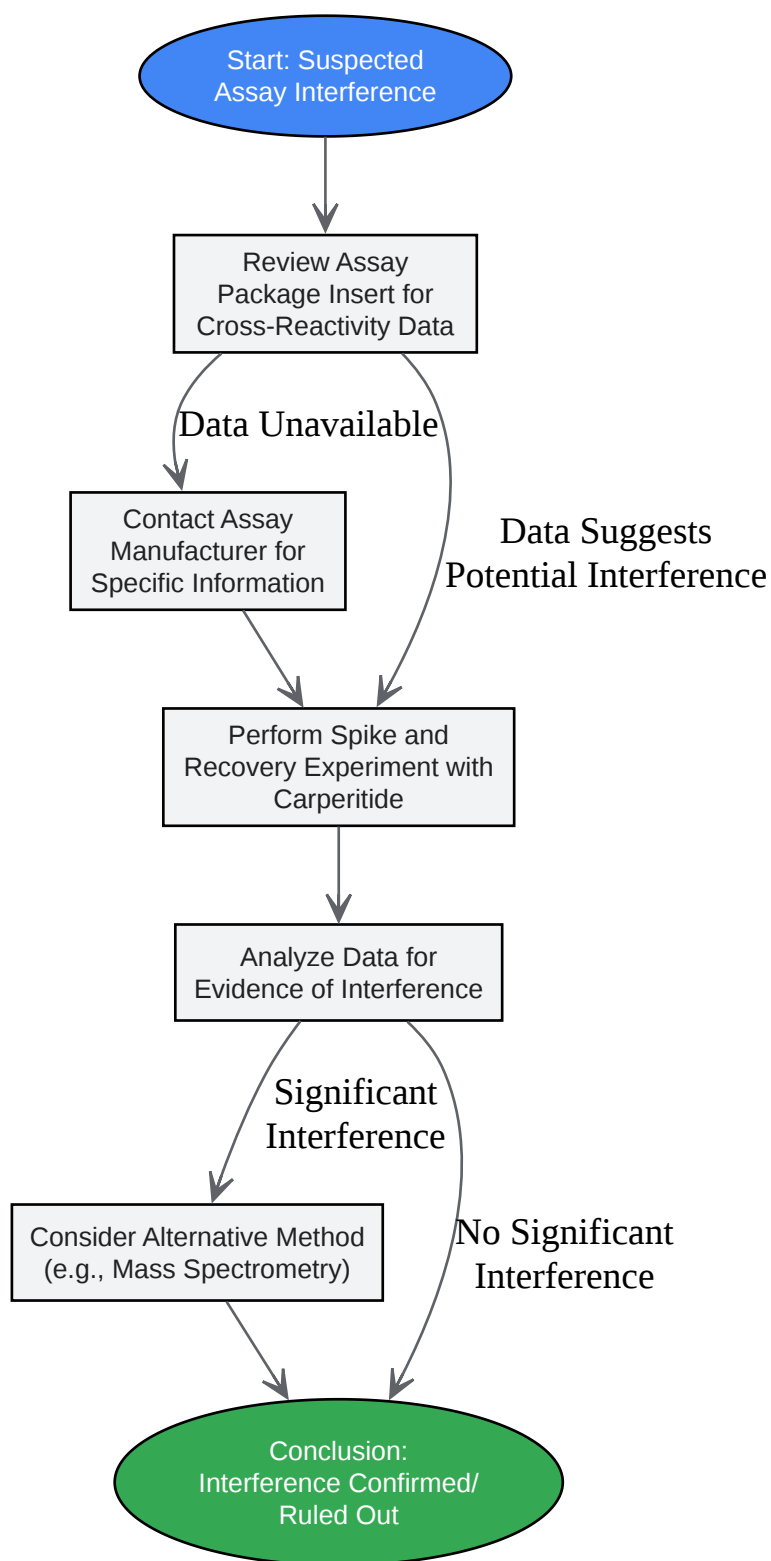 Start: Suspected
Assay Interference
Review Assay
Package Insert for
Cross-Reactivity Data
Data Unavailable
Contact Assay
Manufacturer for
Specific Information
Data Suggests
Potential Interference
Perform Spike and
Recovery Experiment with
Carperitide
Analyze Data for
Evidence of Interference
Significant
Interference
Consider Alternative Method
(e.g., Mass Spectrometry)
No Significant
Interference
Conclusion:
Interference Confirmed/
Ruled Out